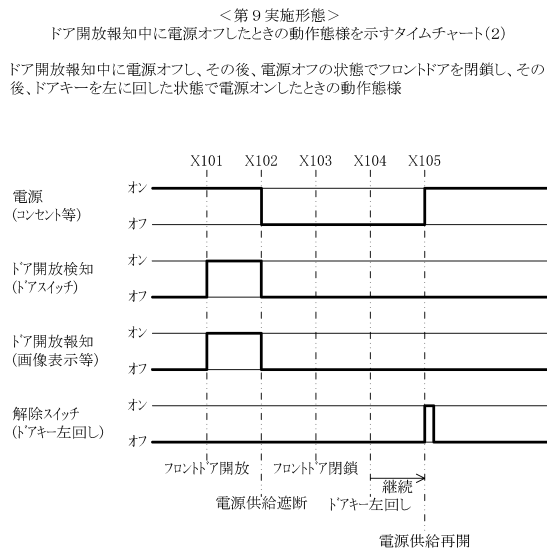 ＜第９実施形態＞
ドア開放報知中に電源オフしたときの動作態様を示すタイムチャート(２)
ドア開放報知中に電源オフし、その後、電源オフの状態でフロントドアを閉鎖し、その
後、ドアキーを左に回した状態で電源オンしたときの動作態様
X101 X102 X103 X104 X105
電源
(コンセント等)
オン
オフ
ドア開放検知
(ドアスイッチ)
オン
オフ
ドア開放報知
(画像表示等)
オン
オフ
解除スイッチ
(ドアキー左回し)
オン
オフ
フロントドア開放 フロントドア閉鎖
継続
電源供給遮断 ドアキー左回し
電源供給再開